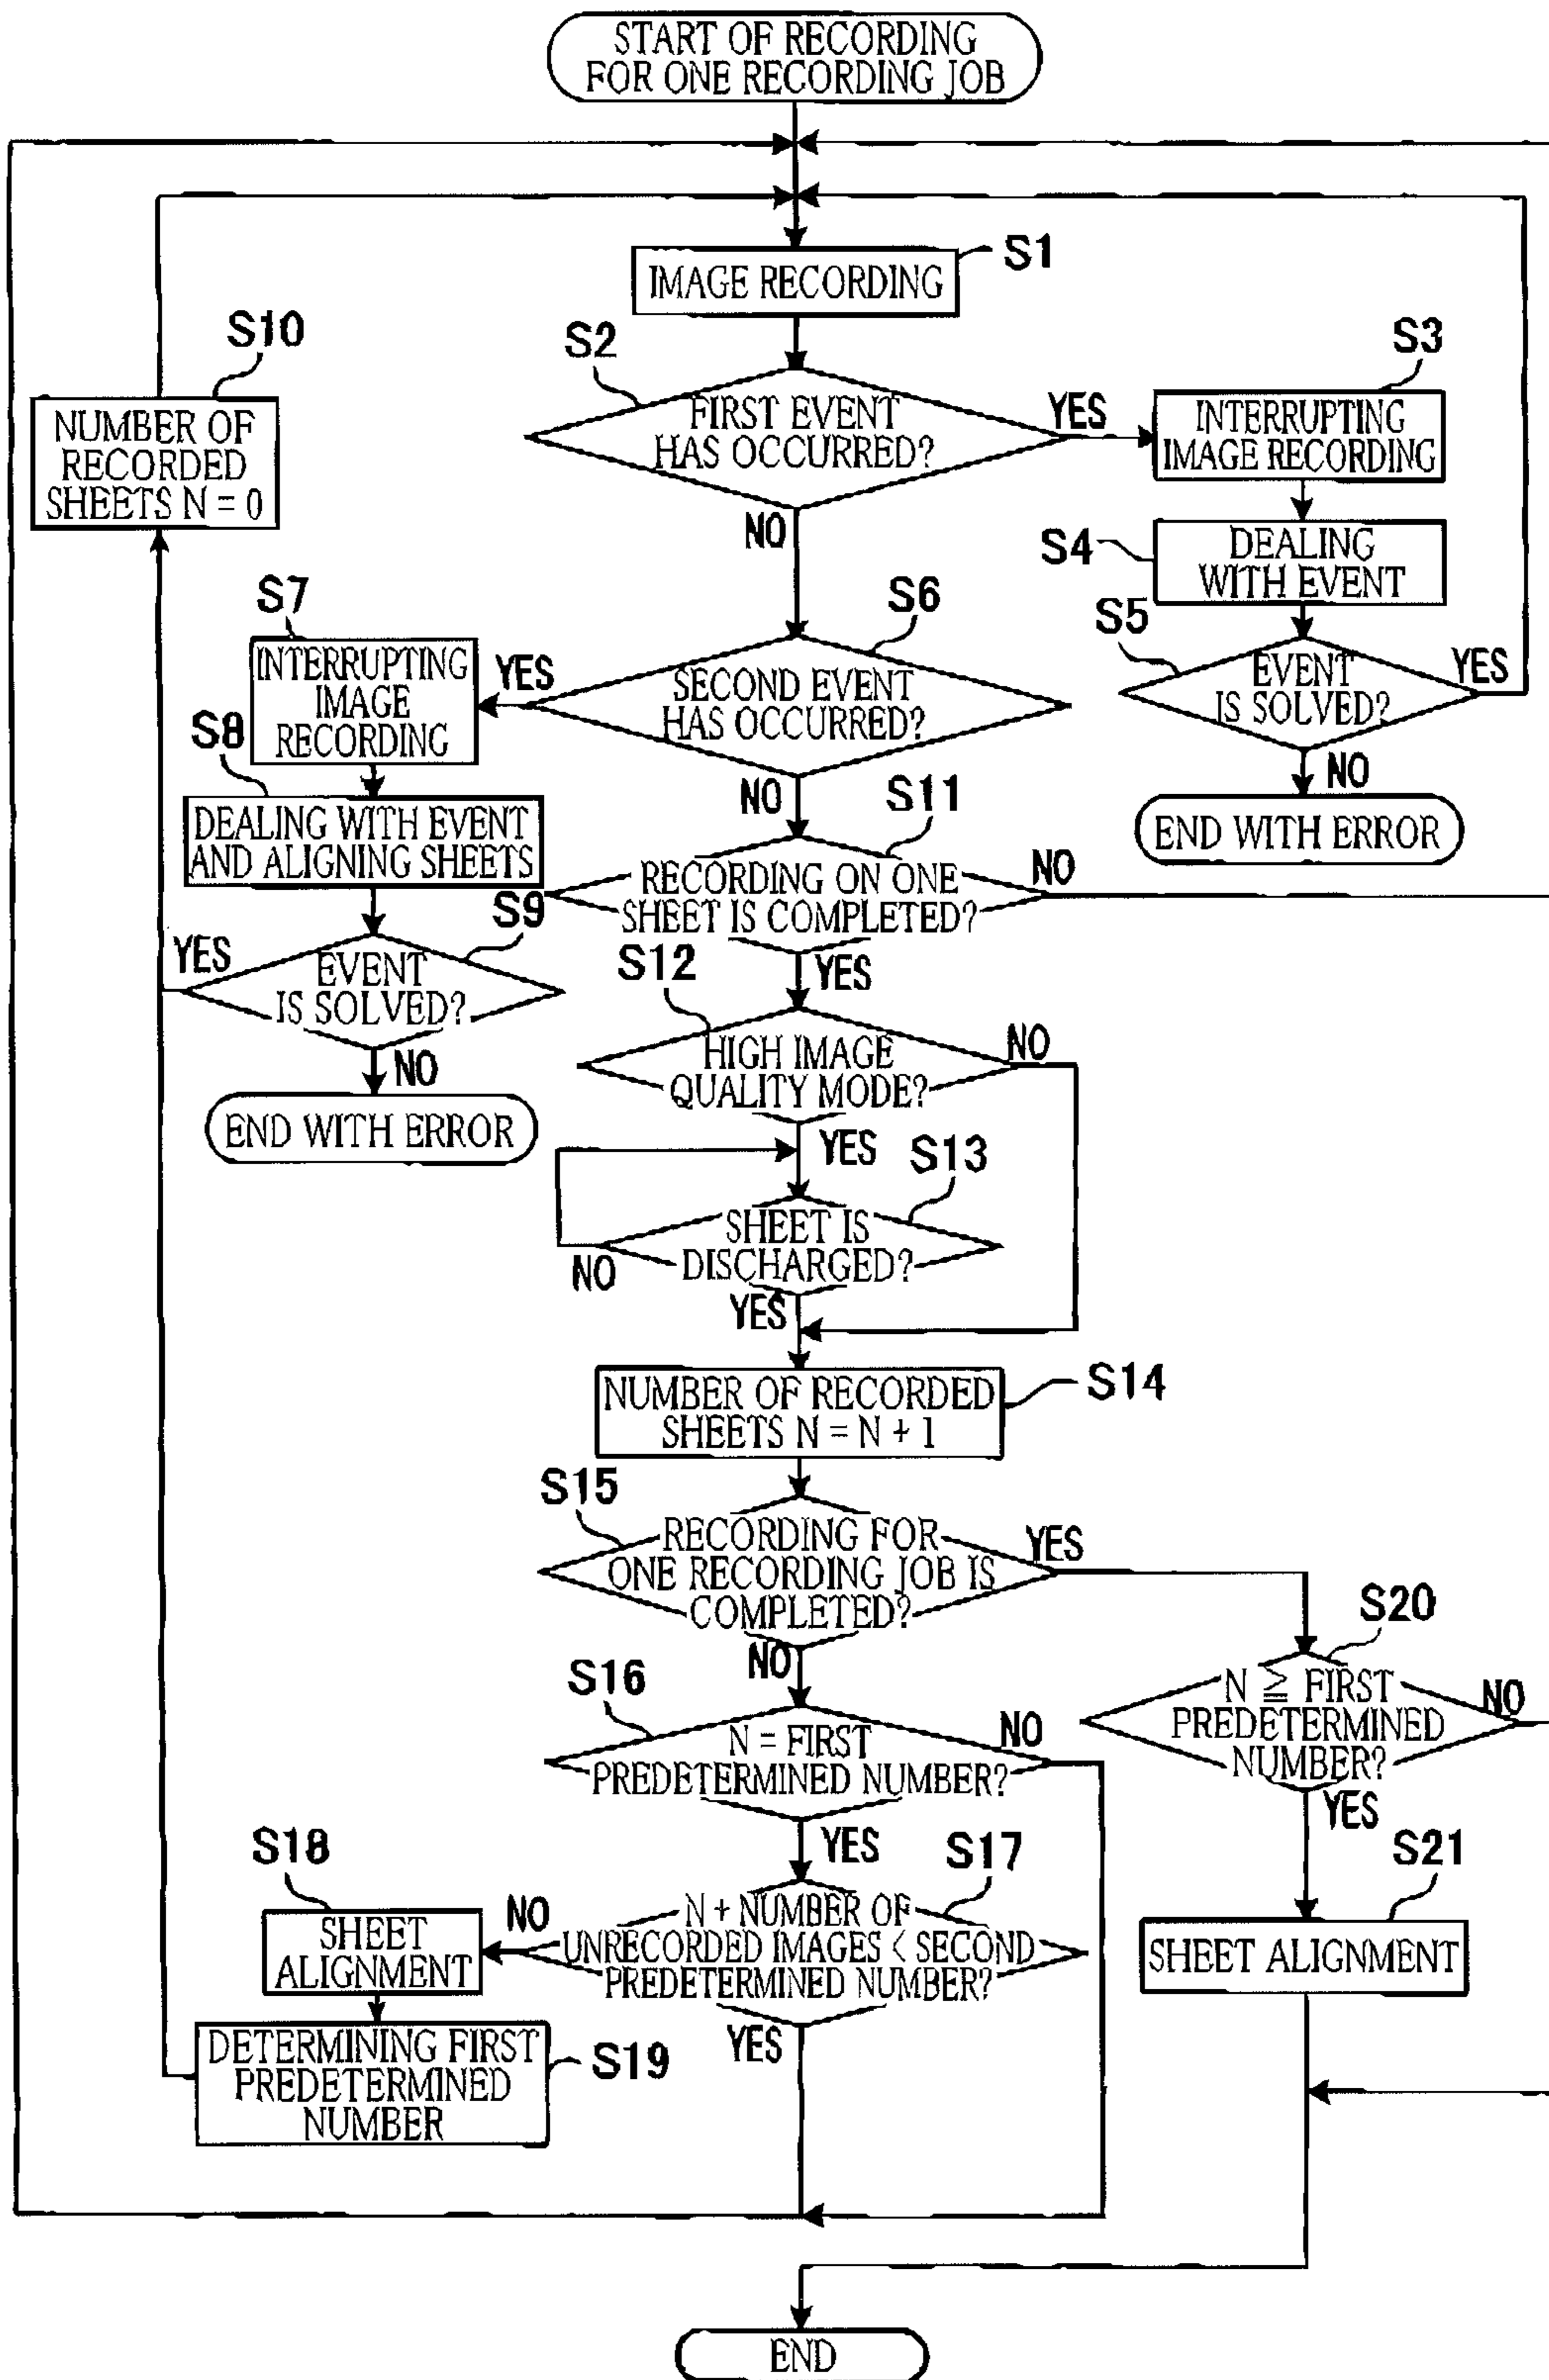 START OF RECORDING
FOR ONE RECORDING JOB
S1
IMAGE RECORDING
S2
FIRST EVENT
HAS OCCURRED?
YES
NO
S3
INTERRUPTING
IMAGE RECORDING
S4
DEALING
WITH EVENT
S5
EVENT
IS SOLVED?
YES
NO
END WITH ERROR
S10
NUMBER OF
RECORDED
SHEETS N = 0
S6
SECOND EVENT
HAS OCCURRED?
YES
NO
S7
INTERRUPTING
IMAGE
RECORDING
S8
DEALING WITH EVENT
AND ALIGNING SHEETS
S9
EVENT
IS SOLVED?
YES
NO
END WITH ERROR
S11
RECORDING ON ONE
SHEET IS COMPLETED?
NO
YES
S12
HIGH IMAGE
QUALITY MODE?
NO
YES
S13
SHEET IS
DISCHARGED?
NO
YES
S14
NUMBER OF RECORDED
SHEETS N = N + 1
S15
RECORDING FOR
ONE RECORDING JOB IS
COMPLETED?
YES
NO
S16
N = FIRST
PREDETERMINED NUMBER?
NO
YES
S17
N + NUMBER OF
UNRECORDED IMAGES < SECOND
PREDETERMINED NUMBER?
NO
YES
S18
SHEET
ALIGNMENT
S19
DETERMINING FIRST
PREDETERMINED
NUMBER
S20
N ≧ FIRST
PREDETERMINED
NUMBER?
NO
YES
S21
SHEET ALIGNMENT
END